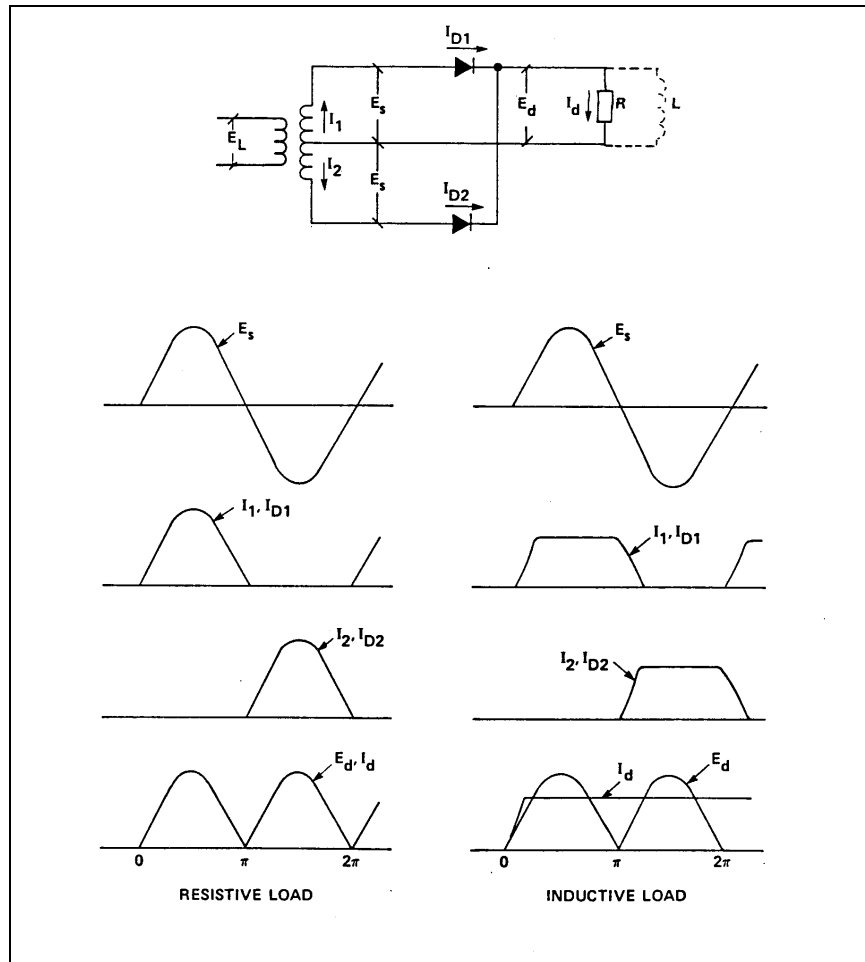 I_D1
E_s
E_d
I_d
R
L
I_1
E_L
I_2
E_s
I_D2
E_s
E_s
I_1, I_D1
I_1, I_D1
I_2, I_D2
I_2, I_D2
E_d, I_d
I_d
E_d
0 π 2π
0 π 2π
RESISTIVE LOAD
INDUCTIVE LOAD